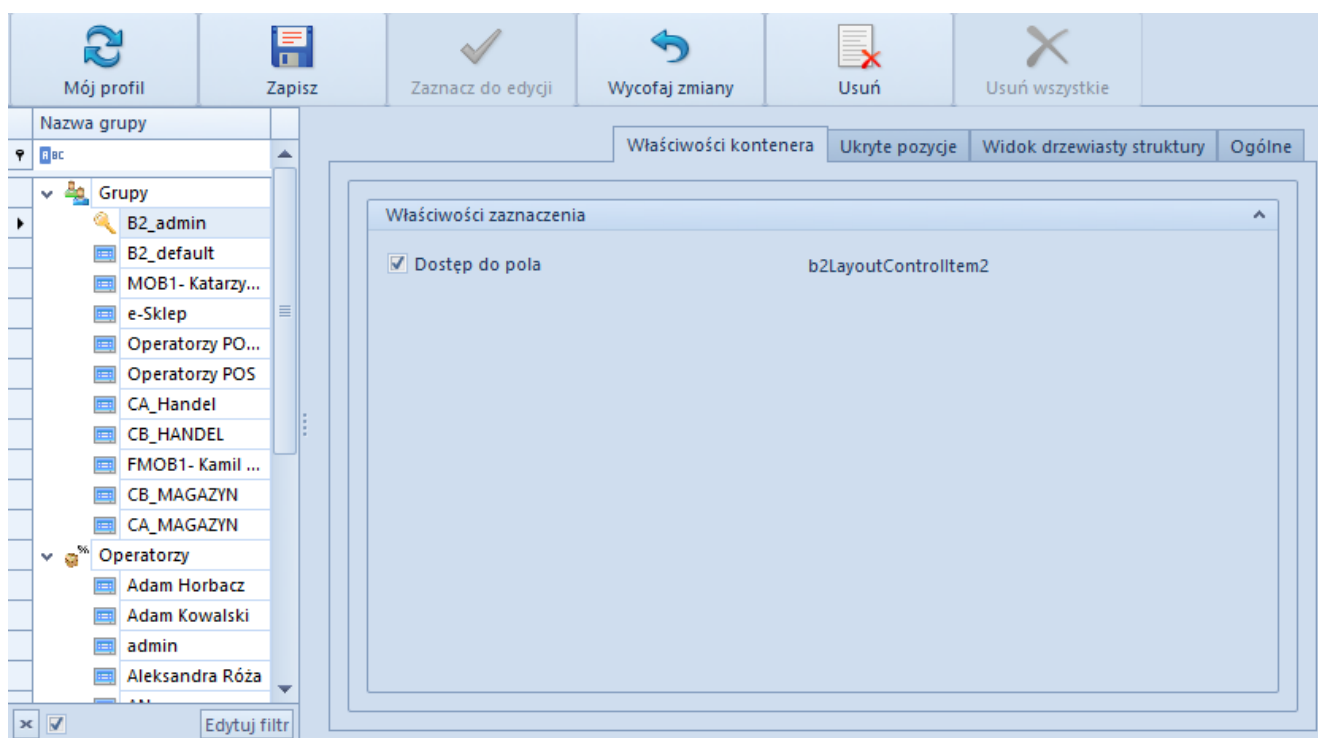 Mój profil
Zapisz
Zaznacz do edycji
Wycofaj zmiany
Usuń
Usuń wszystkie
Nazwa grupy
ABC
Grupy
B2_admin
B2_default
MOB1- Katarzy...
e-Sklep
Operatorzy PO...
Operatorzy POS
CA_Handel
CB_HANDEL
FMOB1- Kamil ...
CB_MAGAZYN
CA_MAGAZYN
Operatorzy
Adam Horbacz
Adam Kowalski
admin
Aleksandra Róża
Edytuj filtr
Właściwości kontenera
Ukryte pozycje
Widok drzewiasty struktury
Ogólne
Właściwości zaznaczenia
Dostęp do pola
b2LayoutControlItem2